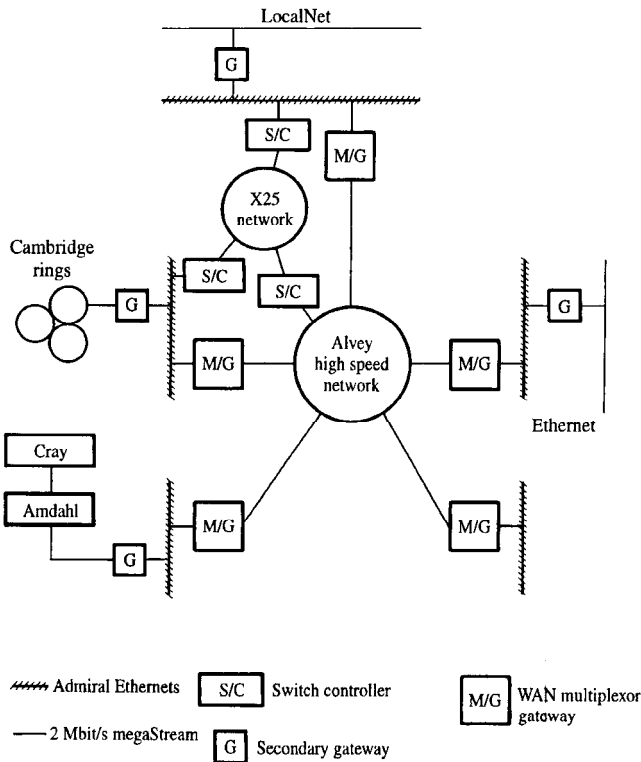 LocalNet
G
S/C
M/G
X25
network
Cambridge
rings
S/C
S/C
G
G
Alvey
high speed
network
M/G
M/G
Ethernet
Cray
Amdahl
M/G
M/G
G
Admiral Ethernets
S/C
Switch controller
M/G
WAN multiplexor
gateway
2 Mbit/s megaStream
G
Secondary gateway